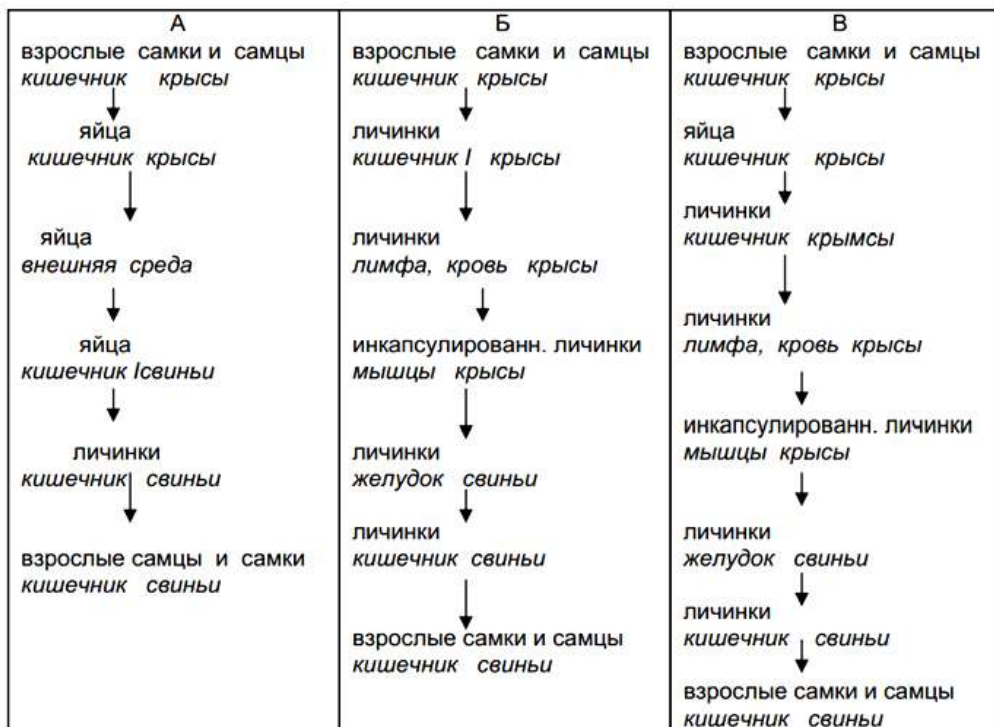 А
взрослые самки и самцы
кишечник крысы
яйца
кишечник крысы
яйца
внешняя среда
яйца
кишечник Iсвиньи
личинки
кишечник свиньи
взрослые самцы и самки
кишечник свиньи
Б
взрослые самки и самцы
кишечник крысы
личинки
кишечник I крысы
личинки
лимфа, кровь крысы
инкапсулированн. личинки
мышцы крысы
личинки
желудок свиньи
личинки
кишечник свиньи
взрослые самки и самцы
кишечник свиньи
В
взрослые самки и самцы
кишечник крысы
яйца
кишечник крысы
личинки
кишечник крымсы
личинки
лимфа, кровь крысы
инкапсулированн. личинки
мышцы крысы
личинки
желудок свиньи
личинки
кишечник свиньи
взрослые самки и самцы
кишечник свиньи